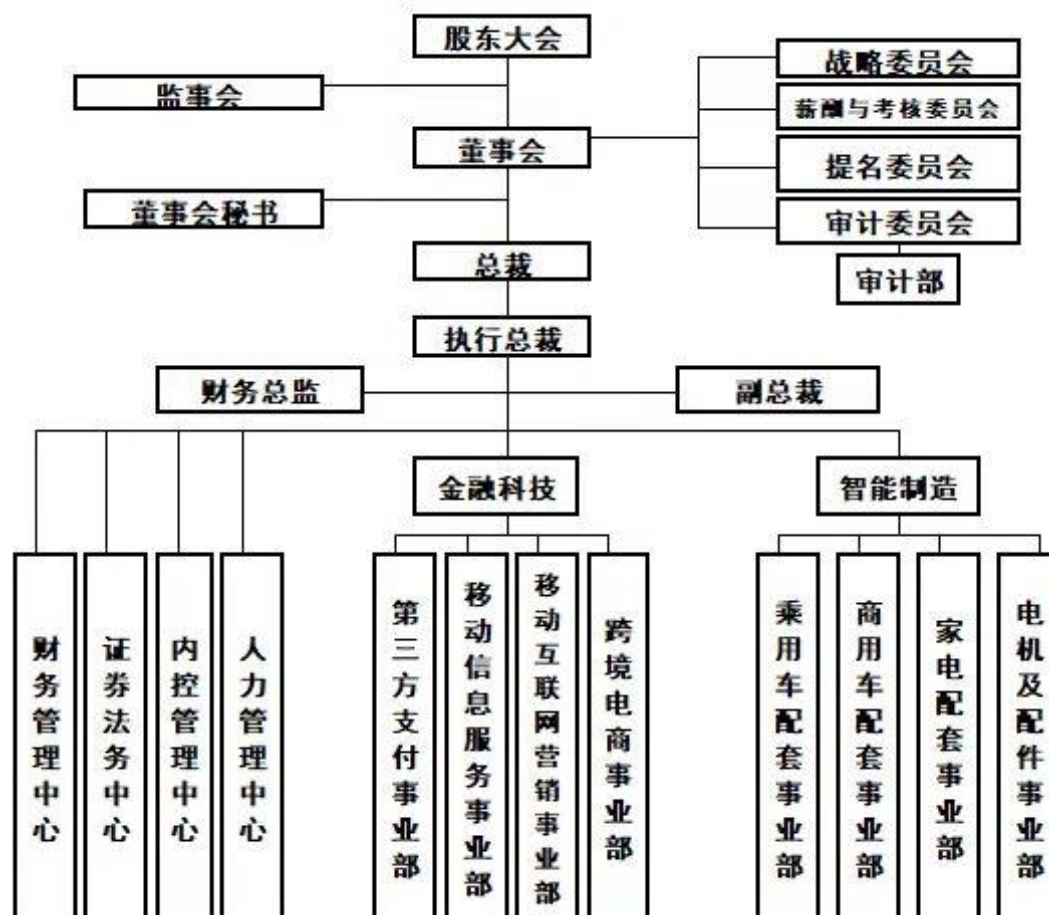 股东大会
监事会
战略委员会
薪酬与考核委员会
董事会
提名委员会
董事会秘书
审计委员会
总裁
审计部
执行总裁
财务总监
副总裁
金融科技
智能制造
财务管理中心
证券法务中心
内控管理中心
人力管理中心
第三方支付事业部
移动信息服务事业部
移动互联网营销事业部
跨境电商事业部
乘用车配套事业部
商用车配套事业部
家电配套事业部
电机及配件事业部